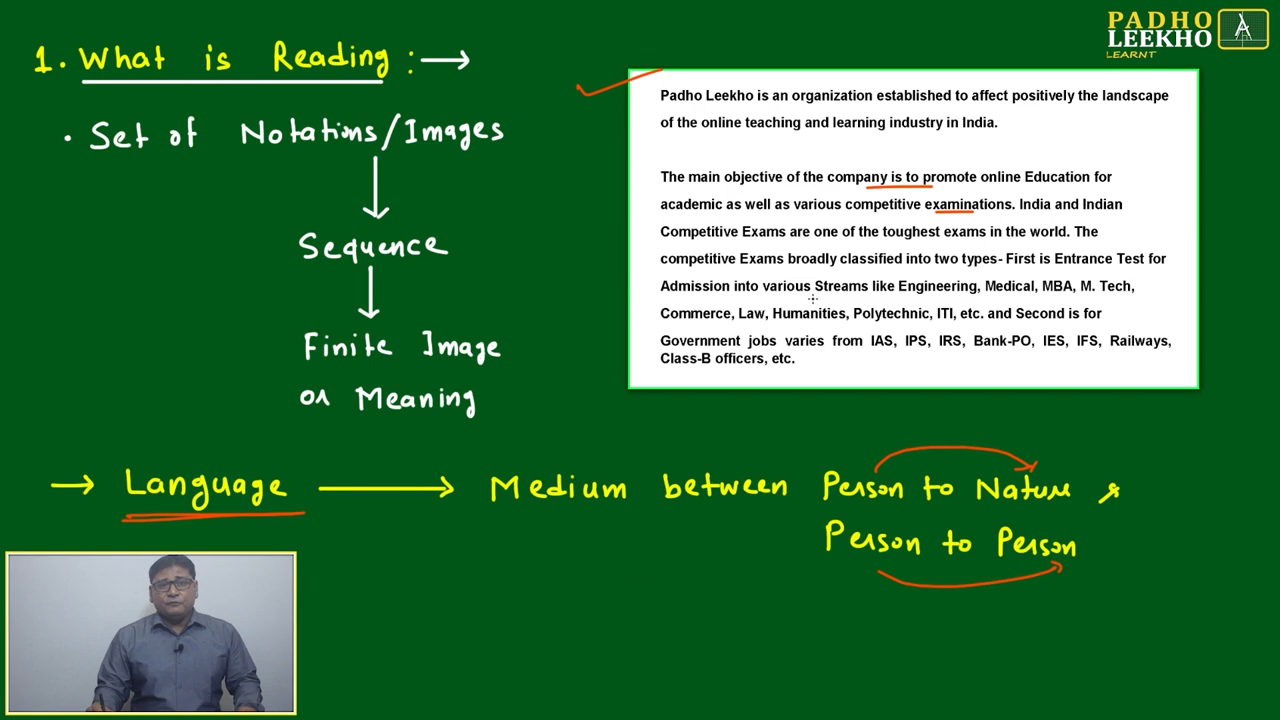 PADHO
LEEKHO
LEARNT
1. What is Reading :→
• Set of Notations/Images
Sequence
Finite Image
or Meaning
Padho Leekho is an organization established to affect positively the landscape
of the online teaching and learning industry in India.
The main objective of the company is to promote online Education for
academic as well as various competitive examinations. India and Indian
Competitive Exams are one of the toughest exams in the world. The
competitive Exams broadly classified into two types- First is Entrance Test for
Admission into various Streams like Engineering, Medical, MBA, M. Tech,
Commerce, Law, Humanities, Polytechnic, ITI, etc. and Second is for
Government jobs varies from IAS, IPS, IRS, Bank-PO, IES, IFS, Railways,
Class-B officers, etc.
→ Language → Medium between Person to Nature &
Person to Person